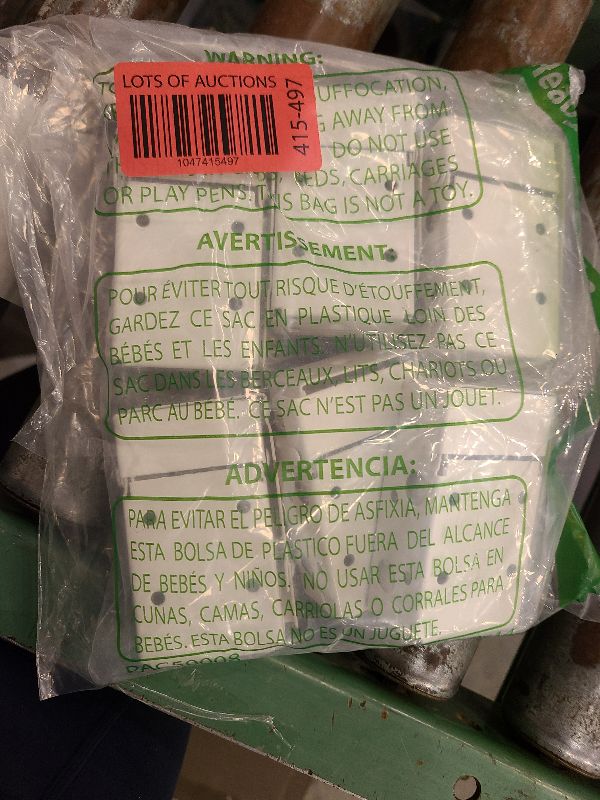 WARNING:
LOTS OF AUCTIONS
415-497
1047415497
UFFOCATION,
AWAY FROM
DO NOT USE
EDS, CARRIAGES
OR PLAY PENS. THIS BAG IS NOT A TOY.
AVERTISSEMENT:
POUR ÉVITER TOUT RISQUE D'ÉTOUFFEMENT,
GARDEZ CE SAC EN PLASTIQUE LOIN DES
BÉBÉS ET LES ENFANTS. N'UTILISEZ PAS CE
SAC DANS LES BERCEAUX, LITS, CHARIOTS OU
PARC AU BEBÉ. CE SAC N'EST PAS UN JOUET.
ADVERTENCIA:
PARA EVITAR EL PELIGRO DE ASFIXIA, MANTENGA
ESTA BOLSA DE PLASTICO FUERA DEL ALCANCE
DE BEBÉS Y NIÑOS. NO USAR ESTA BOLSA EN
CUNAS, CAMAS, CARRIOLAS O CORRALES PARA
BEBÉS. ESTA BOLSA NO ES UN JUGUETE.
PAC50008